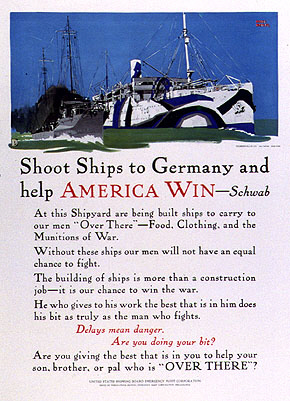 Shoot Ships to Germany and
help AMERICA WIN—Schwab
At this Shipyard are being built ships to carry to
our men "Over There"—Food, Clothing, and the
Munitions of War.
Without these ships our men will not have an equal
chance to fight.
The building of ships is more than a construction
job—it is our chance to win the war.
He who gives to his work the best that is in him does
his bit as truly as the man who fights.
Delays mean danger.
Are you doing your bit?
Are you giving the best that is in you to help your
son, brother, or pal who is "OVER THERE"?
UNITED STATES SHIPPING BOARD EMERGENCY FLEET CORPORATION